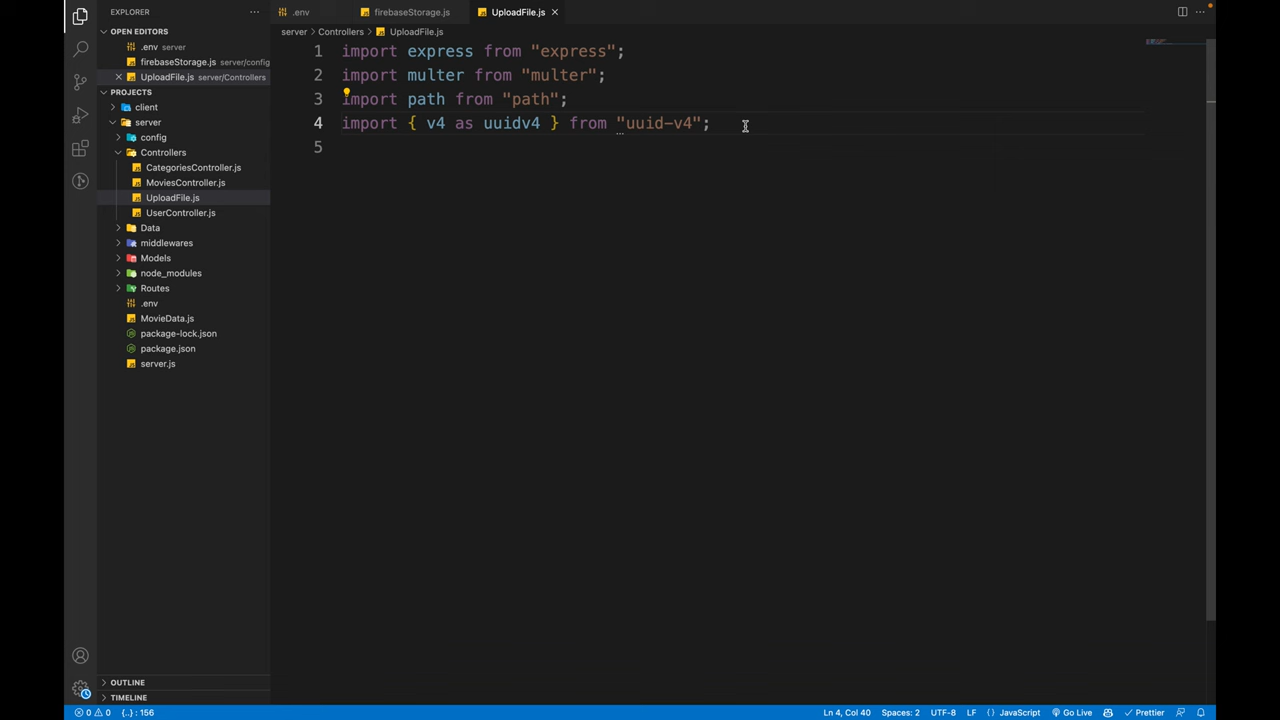 EXPLORER
OPEN EDITORS
.env server
firebaseStorage.js server/config
UploadFile.js server/Controllers
PROJECTS
client
server
config
Controllers
CategoriesController.js
MoviesController.js
UploadFile.js
UserController.js
Data
middlewares
Models
node_modules
Routes
.env
MovieData.js
package-lock.json
package.json
server.js
OUTLINE
TIMELINE
.env
firebaseStorage.js
UploadFile.js
server > Controllers > UploadFile.js
1 import express from "express";
2 import multer from "multer";
3 import path from "path";
4 import { v4 as uuidv4 } from "uuid-v4";
5
0 0 {..} : 156
Ln 4, Col 40 Spaces: 2 UTF-8 LF {} JavaScript Go Live Prettier